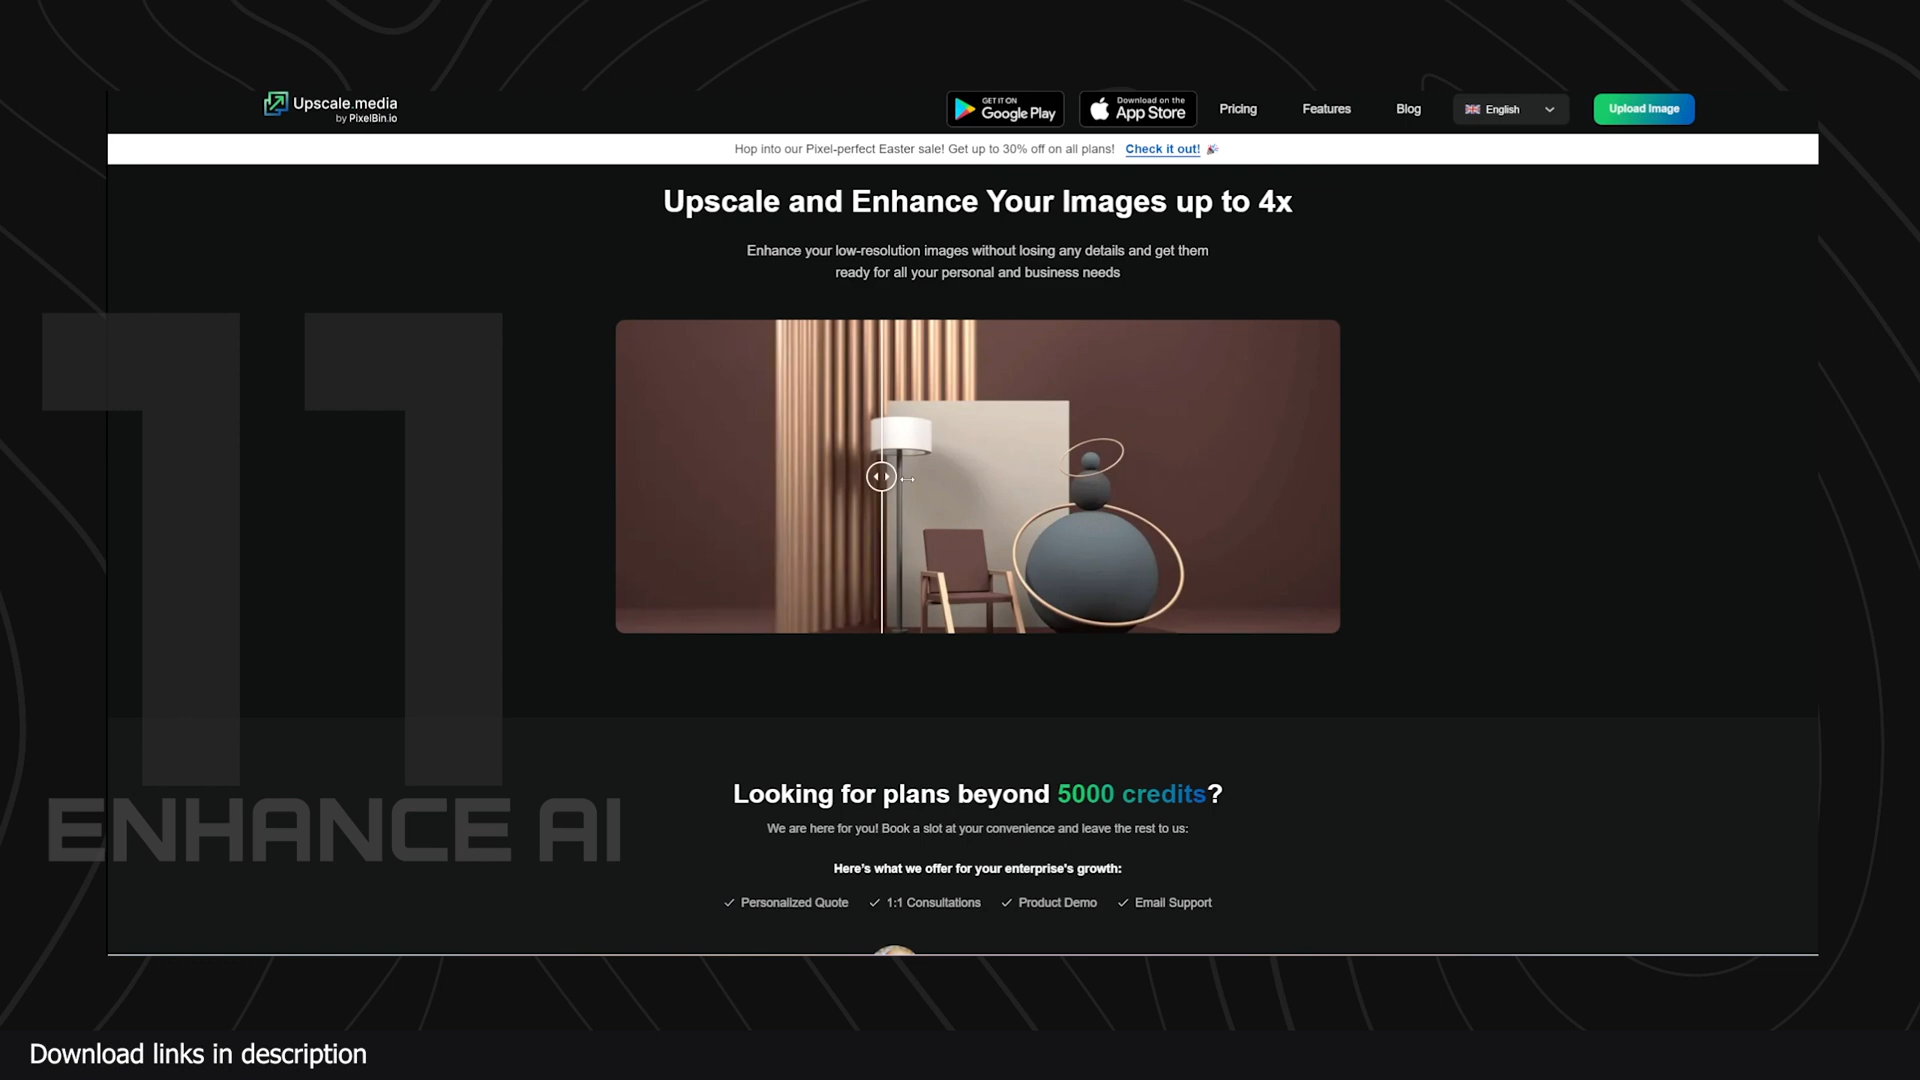 Upscale.media
by PixelBin.io
GET IT ON
Google Play
Download on the
App Store
Pricing
Features
Blog
English
Upload Image
Hop into our Pixel-perfect Easter sale! Get up to 30% off on all plans! Check it out!
Upscale and Enhance Your Images up to 4x
Enhance your low-resolution images without losing any details and get them
ready for all your personal and business needs
11
ENHANCE AI
Looking for plans beyond 5000 credits?
We are here for you! Book a slot at your convenience and leave the rest to us:
Here's what we offer for your enterprise's growth:
Personalized Quote
1:1 Consultations
Product Demo
Email Support
Download links in description